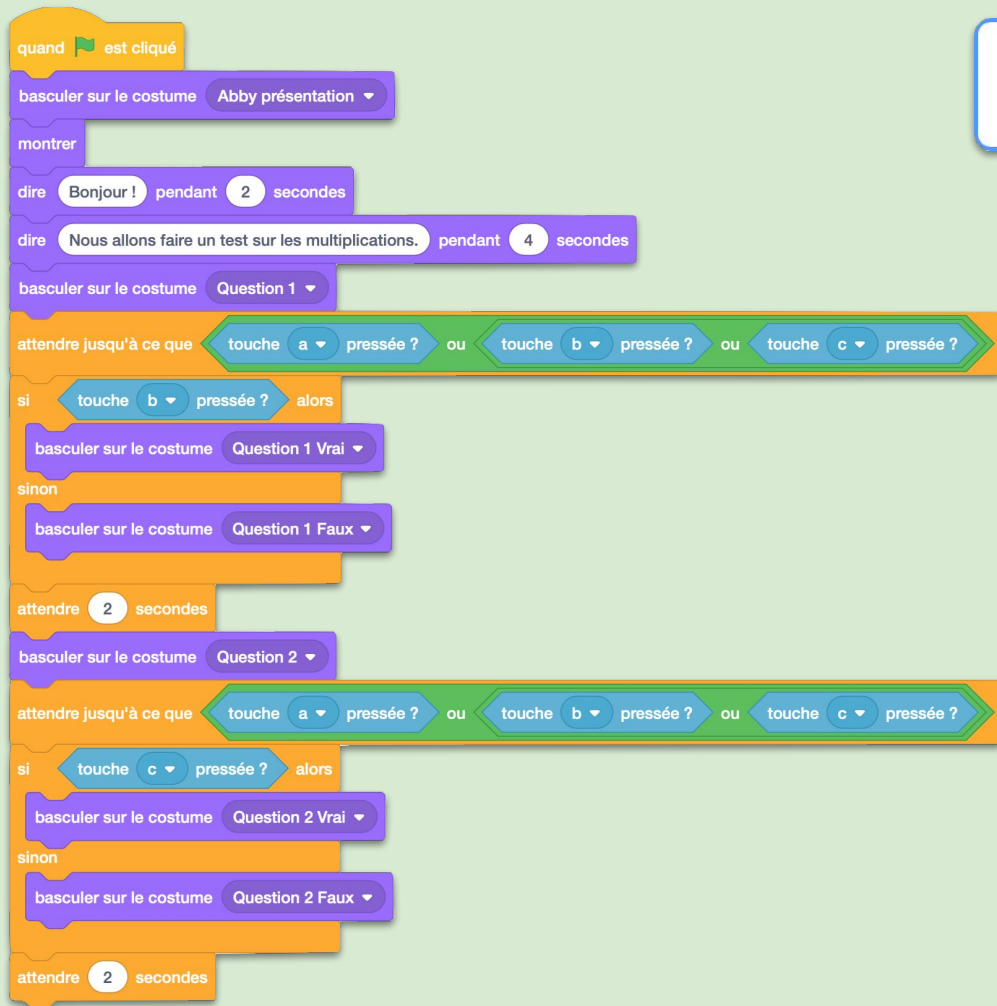 quand est cliqué
basculer sur le costume Abby présentation
montrer
dire Bonjour ! pendant 2 secondes
dire Nous allons faire un test sur les multiplications. pendant 4 secondes
basculer sur le costume Question 1
attendre jusqu'à ce que touche a pressée ? ou touche b pressée ? ou touche c pressée ?
si touche b pressée ? alors
basculer sur le costume Question 1 Vrai
sinon
basculer sur le costume Question 1 Faux
attendre 2 secondes
basculer sur le costume Question 2
attendre jusqu'à ce que touche a pressée ? ou touche b pressée ? ou touche c pressée ?
si touche c pressée ? alors
basculer sur le costume Question 2 Vrai
sinon
basculer sur le costume Question 2 Faux
attendre 2 secondes